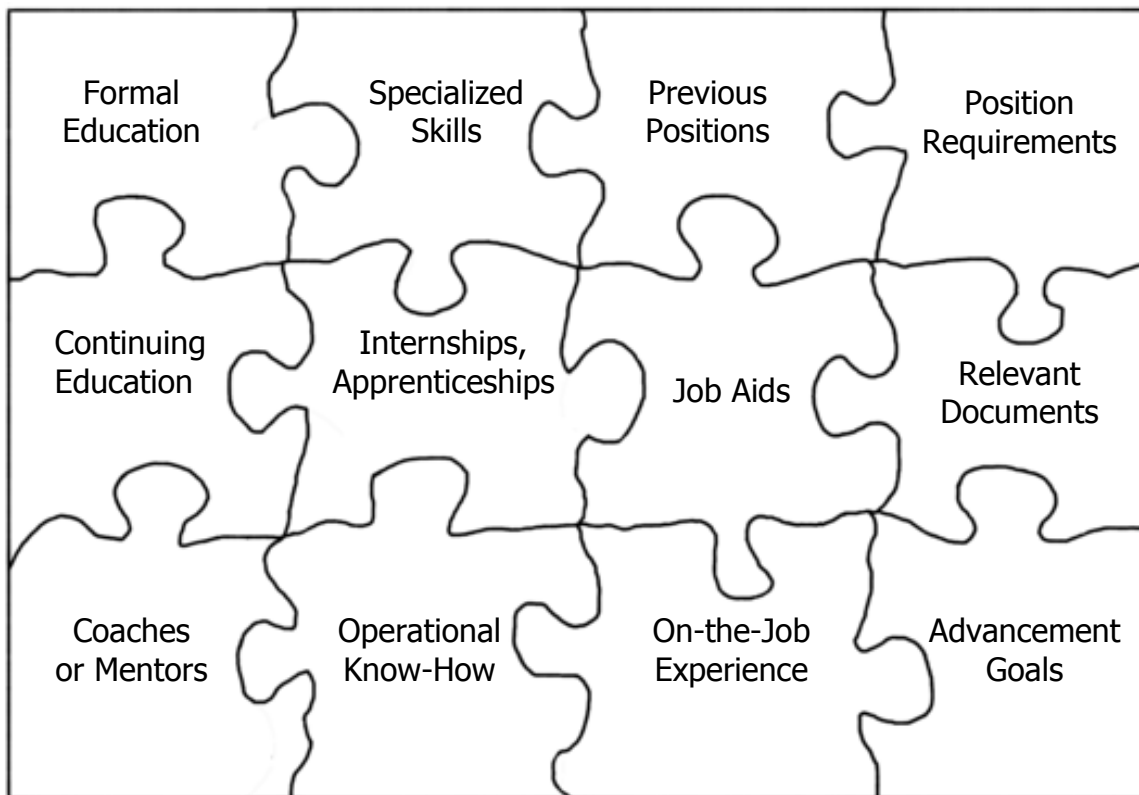 Formal
Education
Specialized
Skills
Previous
Positions
Position
Requirements
Continuing
Education
Internships,
Apprenticeships
Job Aids
Relevant
Documents
Coaches
or Mentors
Operational
Know-How
On-the-Job
Experience
Advancement
Goals